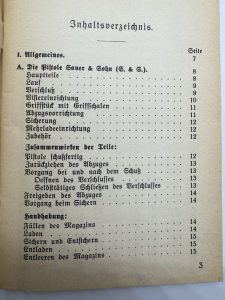 Inhaltsverzeichnis.
Seite
I. Allgemeines. 7
A. Die Pistole Sauer & Sohn (S. & S.). 8
Hauptteile 8
Lauf 8
Verschluß 9
Visiereinrichtung 10
Griffstück mit Griffschalen 11
Abzugsvorrichtung 11
Sicherung 12
Mehrladeeinrichtung 12
Zubehör 12
Zusammenwirken der Teile:
Pistole schußfertig 12
Zurückziehen des Abzuges 13
Vorgang bei und nach dem Schuß 13
Oeffnen des Verschlusses 13
Selbsttätiges Schließen des Verschlusses 13
Freigeben des Abzuges 14
Vorgang beim Sichern 14
Handhabung:
Füllen des Magazins 14
Laden 14
Sichern und Entsichern 15
Entladen 15
Entleeren des Magazins 15
3